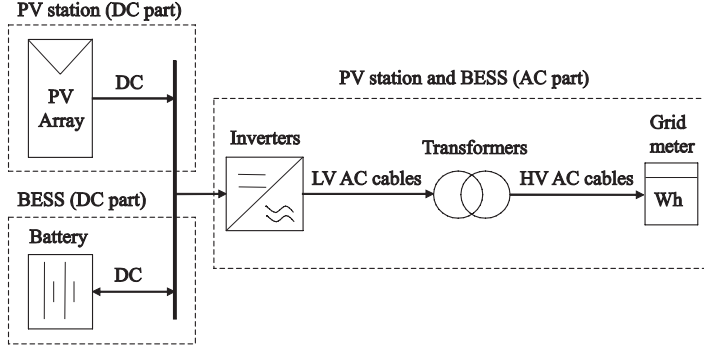 PV station (DC part)
DC
PV
Array
PV station and BESS (AC part)
Inverters
Transformers
Grid
meter
LV AC cables
HV AC cables
Wh
BESS (DC part)
Battery
DC